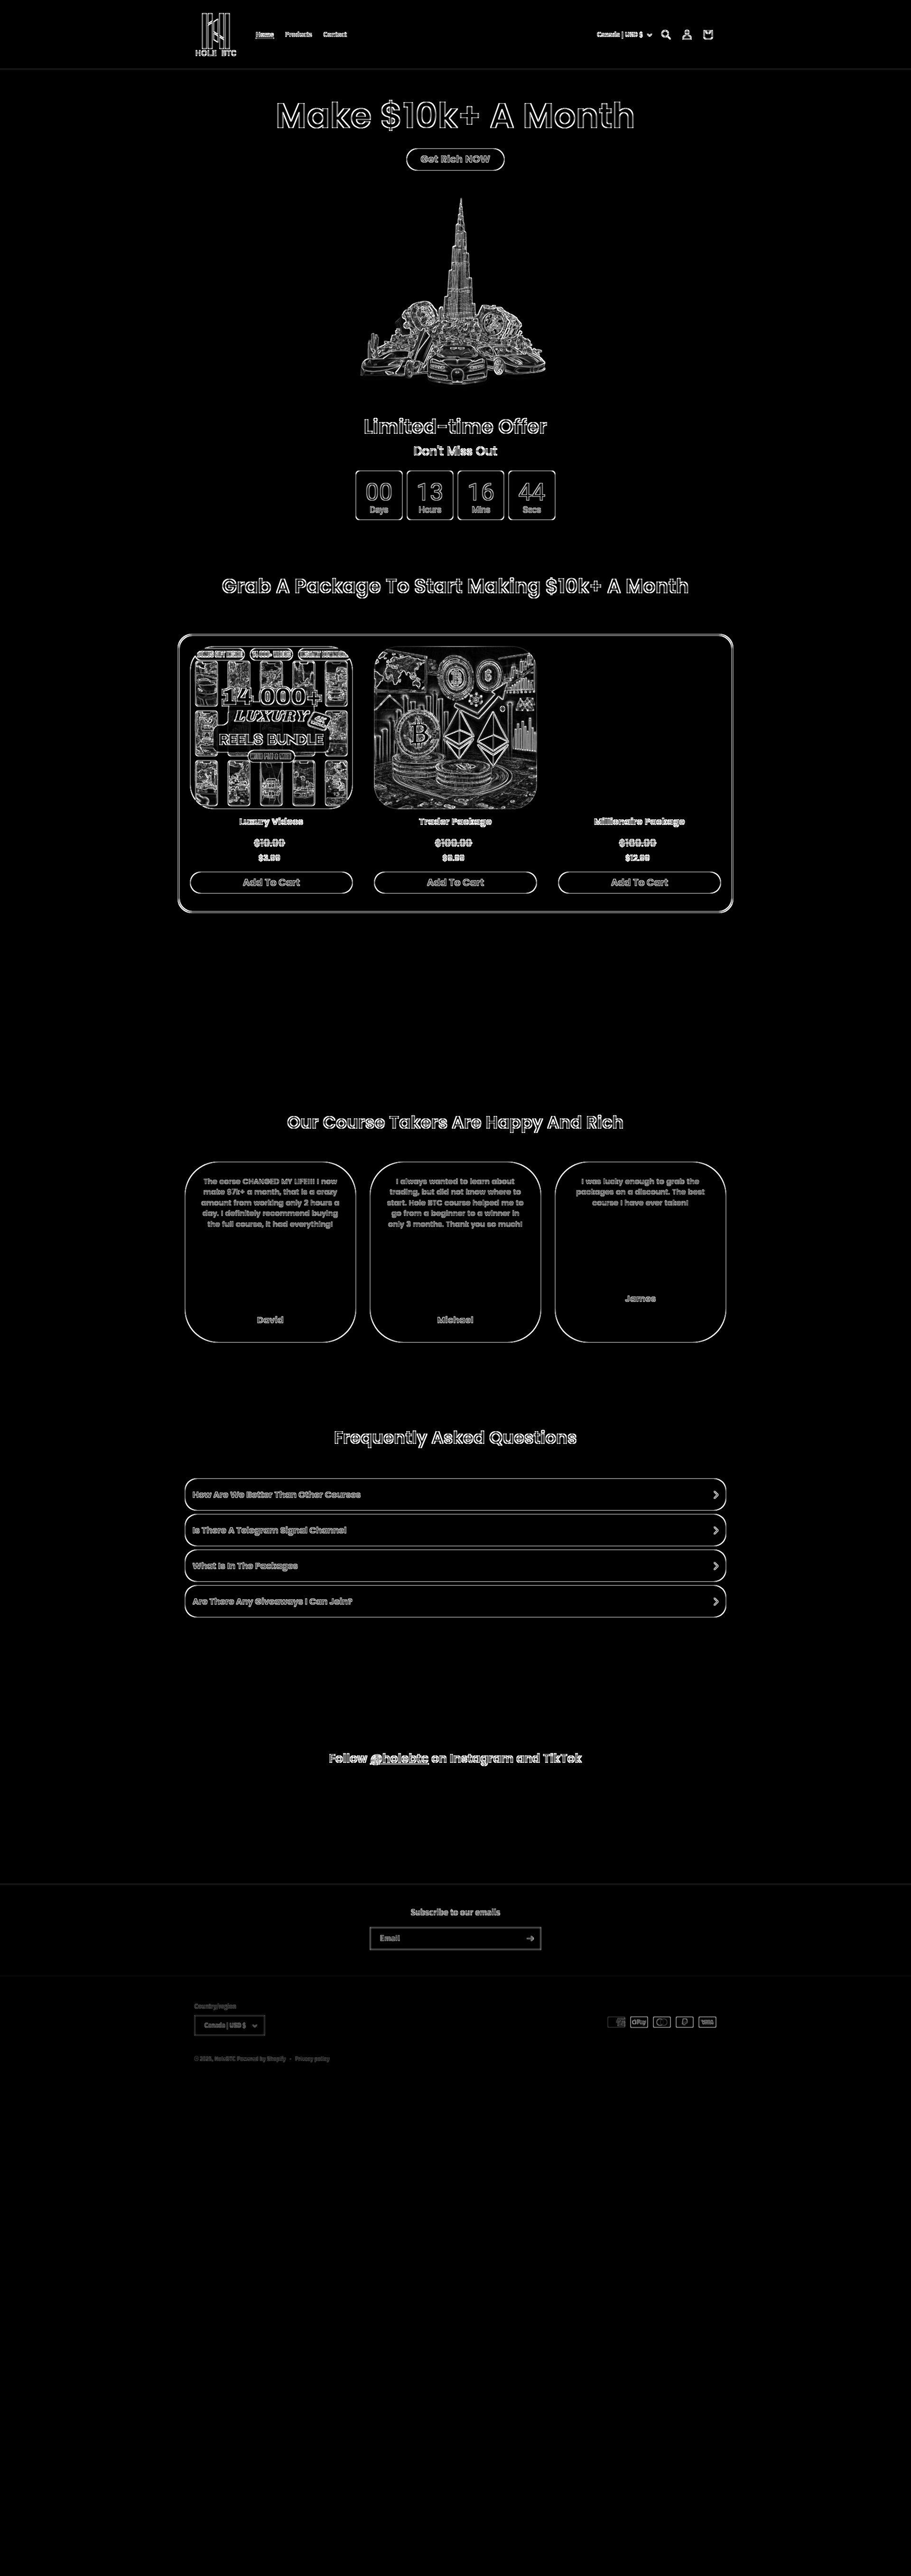 HOLE BTC
Home Products Contact
Canada | USD $
Make $10k+ A Month
Get Rich NOW
Limited-time Offer
Don't Miss Out
00 13 16 44
Days Hours Mins Secs
Grab A Package To Start Making $10k+ A Month
14.000+
LUXURY
REELS BUNDLE
Luxury Videos
$10.00
$3.99
Add To Cart
Trader Package
$100.00
$9.99
Add To Cart
Millionaire Package
$160.00
$12.99
Add To Cart
Our Course Takers Are Happy And Rich
The corse CHANGED MY LIFE!!! I now
make $7k+ a month, that is a crazy
amount from working only 2 hours a
day. I definitely recommend buying
the full course, it had everything!
David
I always wanted to learn about
trading, but did not know where to
start. Hole BTC course helped me to
go from a beginner to a winner in
only 3 months. Thank you so much!
Michael
I was lucky enough to grab the
packages on a discount. The best
course I have ever taken!
James
Frequently Asked Questions
How Are We Better Than Other Courses
Is There A Telegram Signal Channel
What Is In The Packages
Are There Any Giveaways I Can Join?
Follow @holebtc on Instagram and TikTok
Subscribe to our emails
Email
Country/region
Canada | USD $
GPay
VISA
HoleBTC Powered by Shopify • Privacy policy